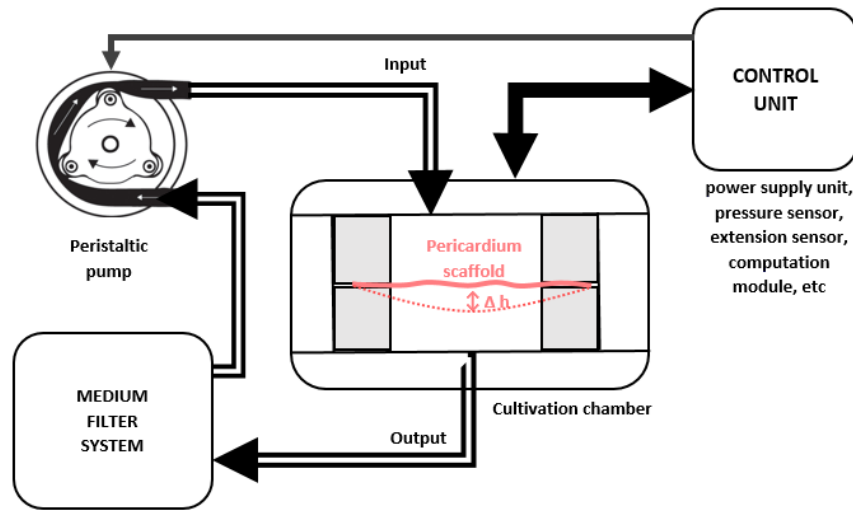 Input
CONTROL
UNIT
power supply unit,
pressure sensor,
extension sensor,
computation
module, etc
Peristaltic
pump
Pericardium
scaffold
Δ h
MEDIUM
FILTER
SYSTEM
Cultivation chamber
Output